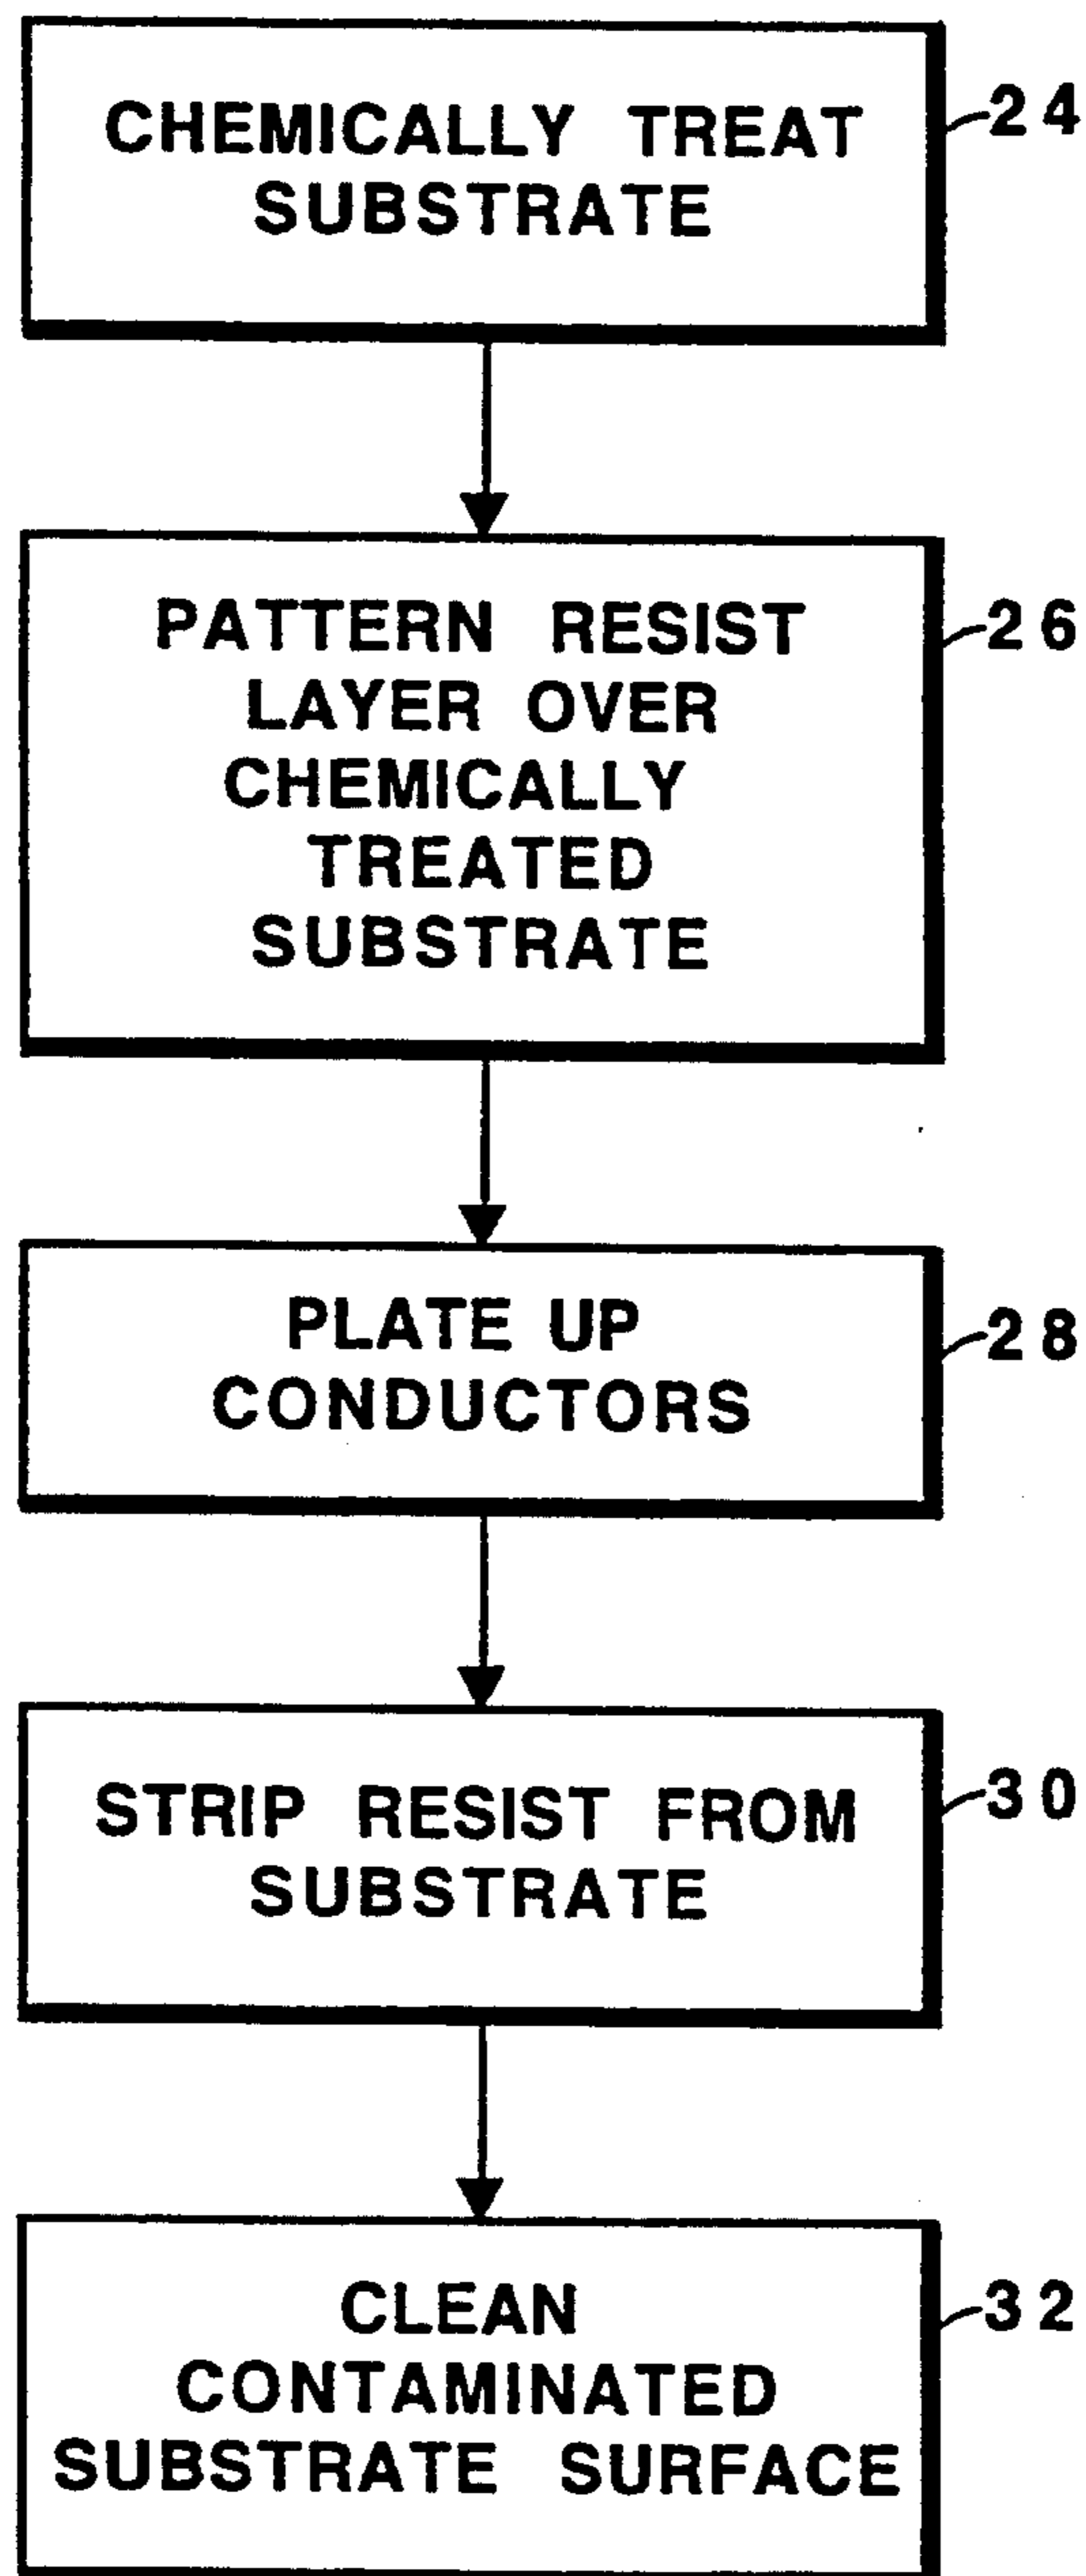 CHEMICALLY TREAT
SUBSTRATE
24
PATTERN RESIST
LAYER OVER
CHEMICALLY
TREATED
SUBSTRATE
26
PLATE UP
CONDUCTORS
28
STRIP RESIST FROM
SUBSTRATE
30
CLEAN
CONTAMINATED
SUBSTRATE SURFACE
32